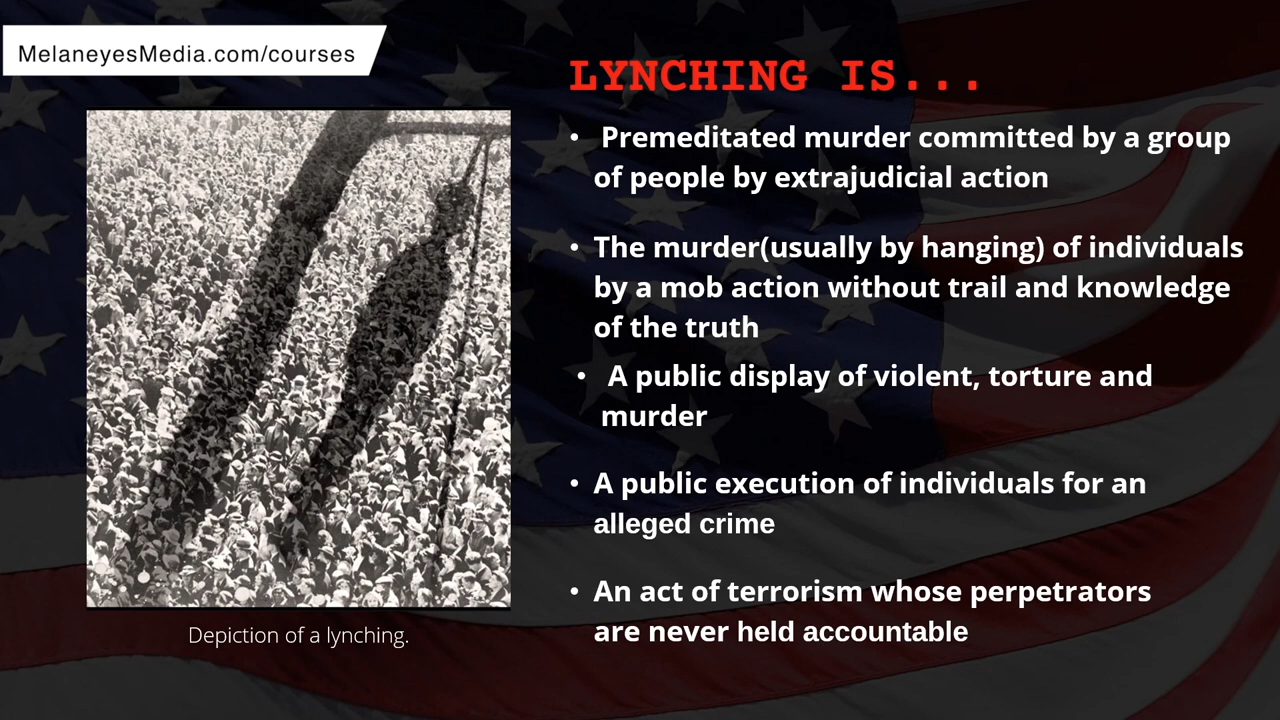 MelaneyesMedia.com/courses
LYNCHING IS...
• Premeditated murder committed by a group
of people by extrajudicial action
• The murder(usually by hanging) of individuals
by a mob action without trail and knowledge
of the truth
• A public display of violent, torture and
murder
• A public execution of individuals for an
alleged crime
• An act of terrorism whose perpetrators
are never held accountable
Depiction of a lynching.